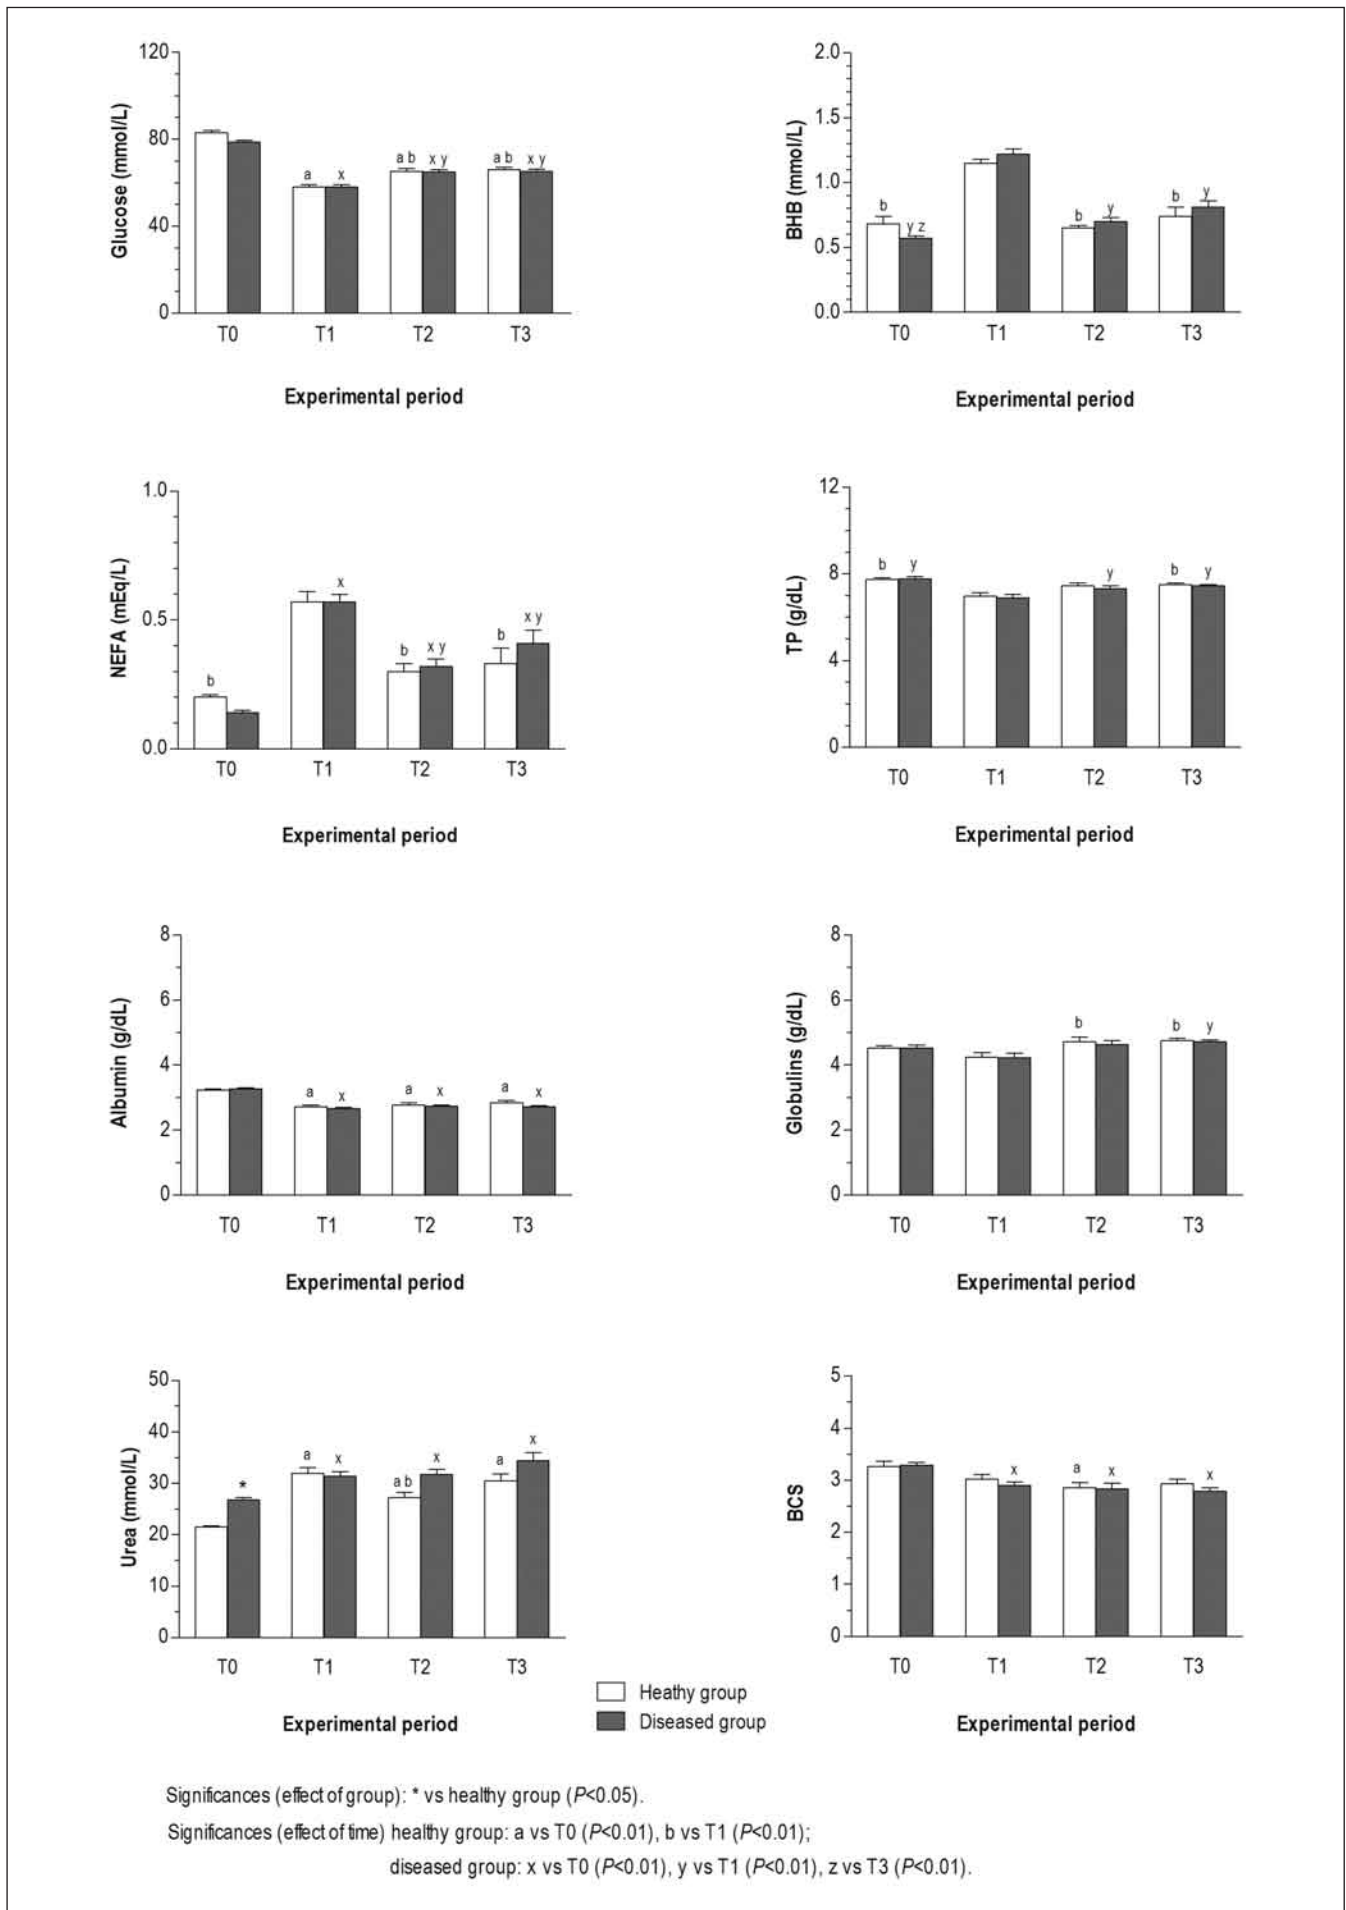 120
80
40
0
Glucose (mmol/L)
a
x
a b
x y
a b
x y
T0 T1 T2 T3
Experimental period
2.0
1.5
1.0
0.5
0.0
BHB (mmol/L)
b
y z
b
y
b
y
T0 T1 T2 T3
Experimental period
1.0
0.5
0.0
NEFA (mEq/L)
b
x
b
x y
b
x y
T0 T1 T2 T3
Experimental period
12
8
4
0
TP (g/dL)
b
y
y
b
y
T0 T1 T2 T3
Experimental period
8
6
4
2
0
Albumin (g/dL)
a
x
a
x
a
x
T0 T1 T2 T3
Experimental period
8
6
4
2
0
Globulins (g/dL)
b
b
y
T0 T1 T2 T3
Experimental period
50
40
30
20
10
0
Urea (mmol/L)
*
a
x
a b
x
a
x
T0 T1 T2 T3
Experimental period
5
4
3
2
1
0
BCS
x
a
x
x
T0 T1 T2 T3
Experimental period
Heathy group
Diseased group
Significances (effect of group): * vs healthy group (P<0.05).
Significances (effect of time) healthy group: a vs T0 (P<0.01), b vs T1 (P<0.01);
diseased group: x vs T0 (P<0.01), y vs T1 (P<0.01), z vs T3 (P<0.01).